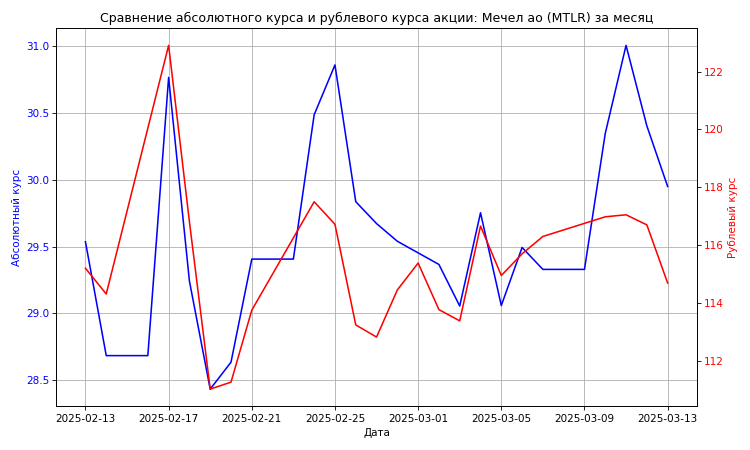 Сравнение абсолютного курса и рублевого курса акции: Мечел ао (MTLR) за месяц
31.0
30.5
30.0
29.5
29.0
28.5
Абсолютный курс
122
120
118
116
114
112
Рублевый курс
2025-02-13 2025-02-17 2025-02-21 2025-02-25 2025-03-01 2025-03-05 2025-03-09 2025-03-13
Дата